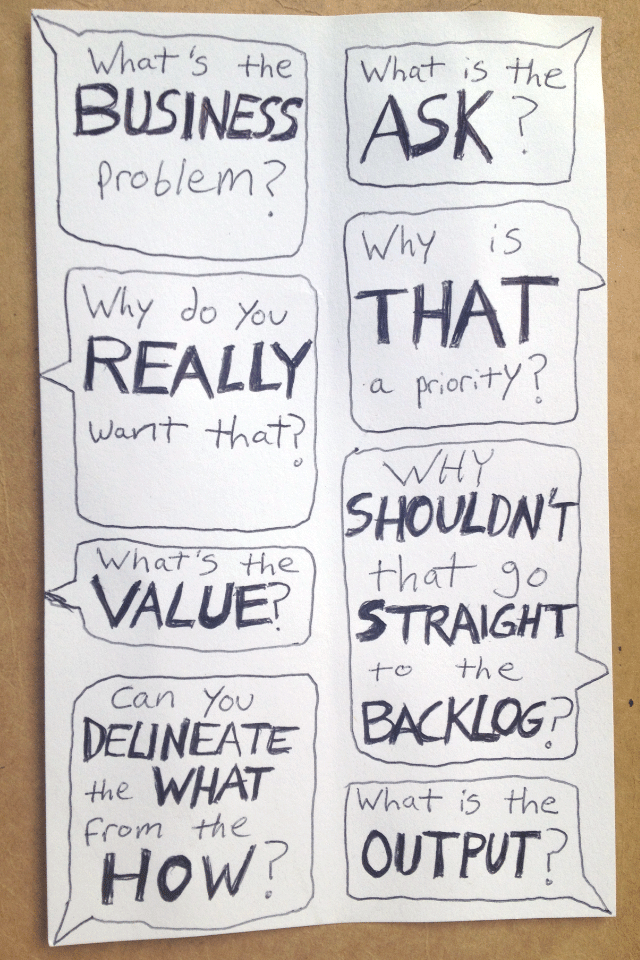 What's the
BUSINESS
problem?
Why do you
REALLY
want that?
What's the
VALUE?
Can you
DELINEATE
the WHAT
from the
HOW?
What is the
ASK?
Why is
THAT
a priority?
WHY
SHOULDN'T
that go
STRAIGHT
to the
BACKLOG?
What is the
OUTPUT?